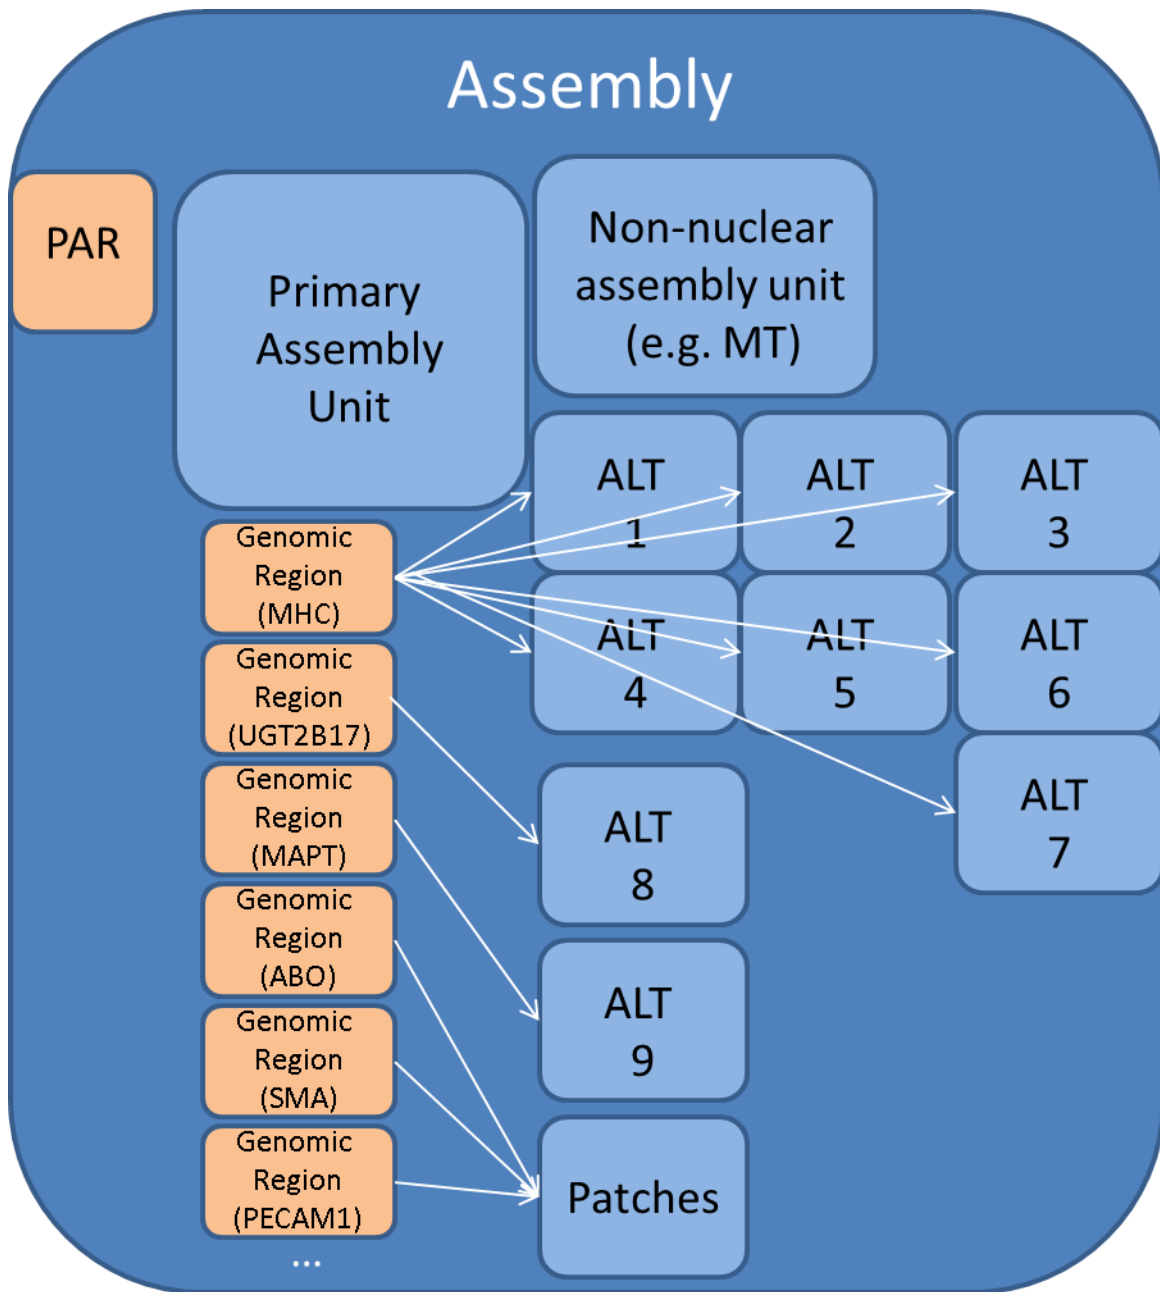 Assembly
PAR
Primary
Assembly
Unit
Non-nuclear
assembly unit
(e.g. MT)
ALT
1
ALT
2
ALT
3
Genomic
Region
(MHC)
ALT
4
ALT
5
ALT
6
Genomic
Region
(UGT2B17)
ALT
7
Genomic
Region
(MAPT)
ALT
8
Genomic
Region
(ABO)
ALT
9
Genomic
Region
(SMA)
Genomic
Region
(PECAM1)
Patches
...